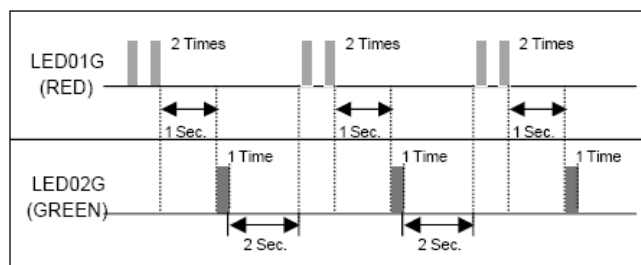 LED01G
(RED)
2 Times
2 Times
2 Times
1 Sec.
1 Sec.
1 Sec.
LED02G
(GREEN)
1 Time
1 Time
1 Time
2 Sec.
2 Sec.